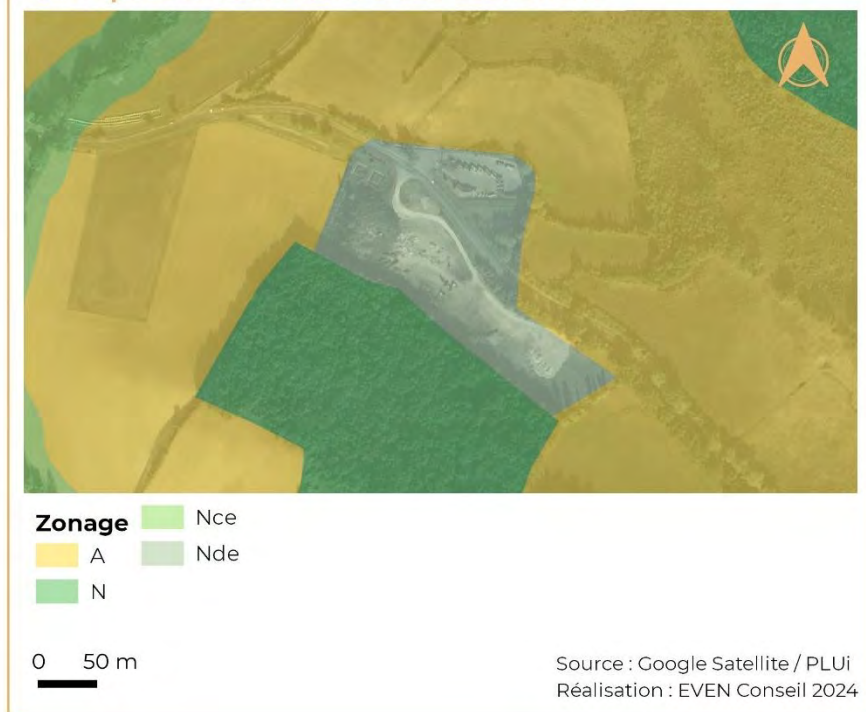 Zonage
A
N
Nce
Nde
0 50 m
Source : Google Satellite / PLUi
Réalisation : EVEN Conseil 2024